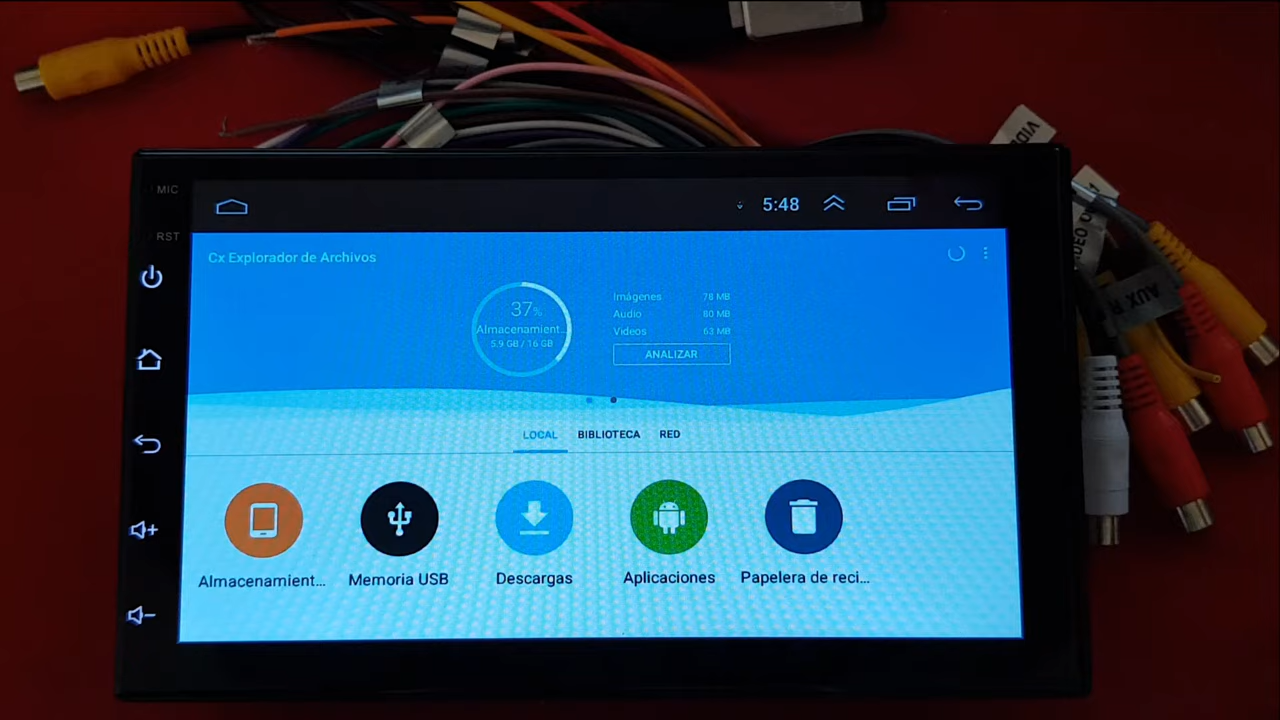 MIC
RST
5:48
Cx Explorador de Archivos
37%
Almacenamient...
5.9 GB / 16 GB
Imágenes 78 MB
Audio 80 MB
Videos 63 MB
ANALIZAR
LOCAL BIBLIOTECA RED
Almacenamient... Memoria USB Descargas Aplicaciones Papelera de reci...
AUX